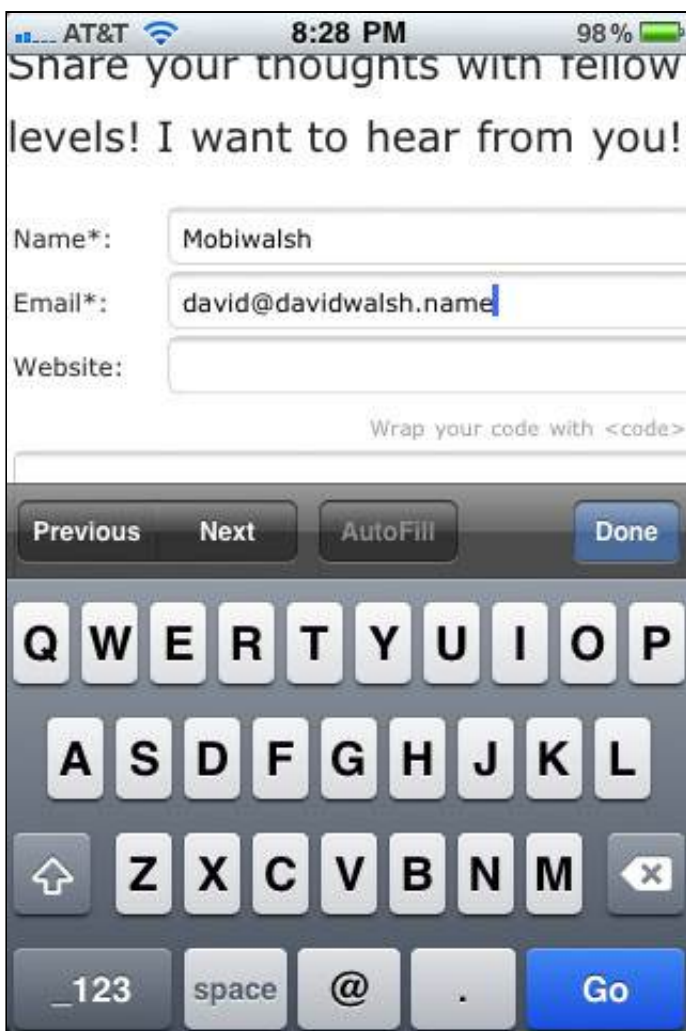 AT&T 8:28 PM 98%
Share your thoughts with fellow
levels! I want to hear from you!
Name*: Mobiwalsh
Email*: david@davidwalsh.name
Website:
Wrap your code with <code>
Previous Next AutoFill Done
Q W E R T Y U I O P
A S D F G H J K L
Z X C V B N M
_123 space @ . Go